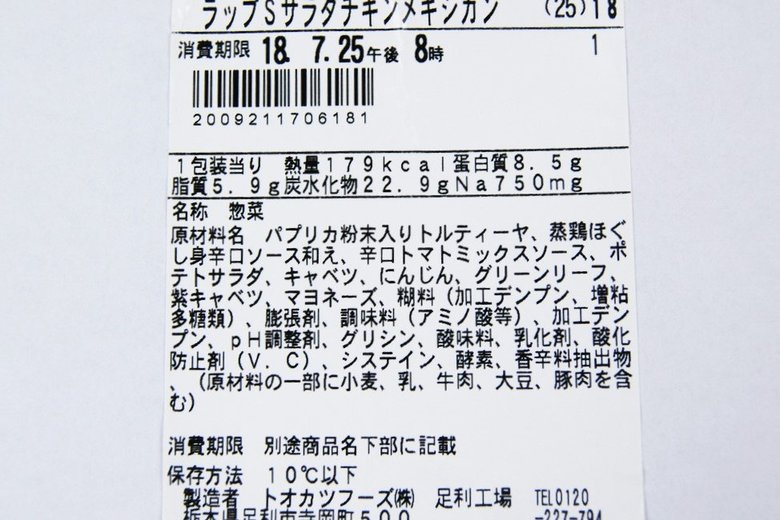 ラップSサラダチキンメキシカン (25)18
消費期限 18. 7.25午後 8時 1
2009211706181
1包装当り 熱量179kcal蛋白質8.5g
脂質5.9g炭水化物22.9gNa750mg
名称 惣菜
原材料名 パプリカ粉末入りトルティーヤ、蒸鶏ほぐ
し身辛口ソース和え、辛口トマトミックスソース、ポ
テトサラダ、キャベツ、にんじん、グリーンリーフ、
紫キャベツ、マヨネーズ、糊料(加工デンプン、増粘
多糖類)、膨張剤、調味料(アミノ酸等)、加工デン
プン、pH調整剤、グリシン、酸味料、乳化剤、酸化
防止剤(V.C)、システイン、酵素、香辛料抽出物
、(原材料の一部に小麦、乳、牛肉、大豆、豚肉を含
む)
消費期限 別途商品名下部に記載
保存方法 10℃以下
製造者 トオカツフーズ㈱ 足利工場 TEL0120
栃木県足利市寺岡町500 -227-794